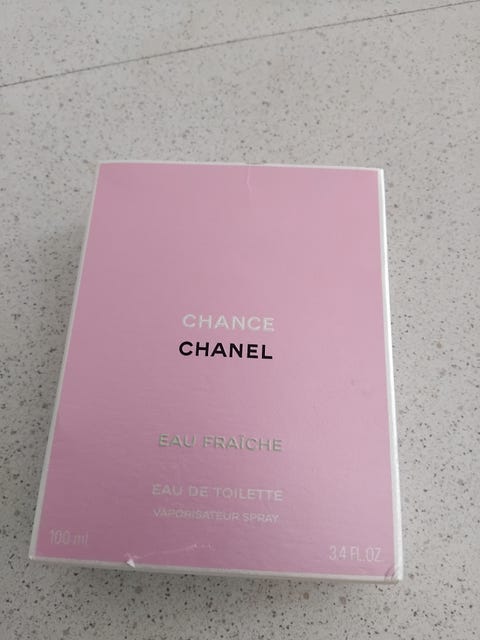 CHANCE
CHANEL
EAU FRAÎCHE
EAU DE TOILETTE
VAPORISATEUR SPRAY
100 ml
3.4 FL.OZ